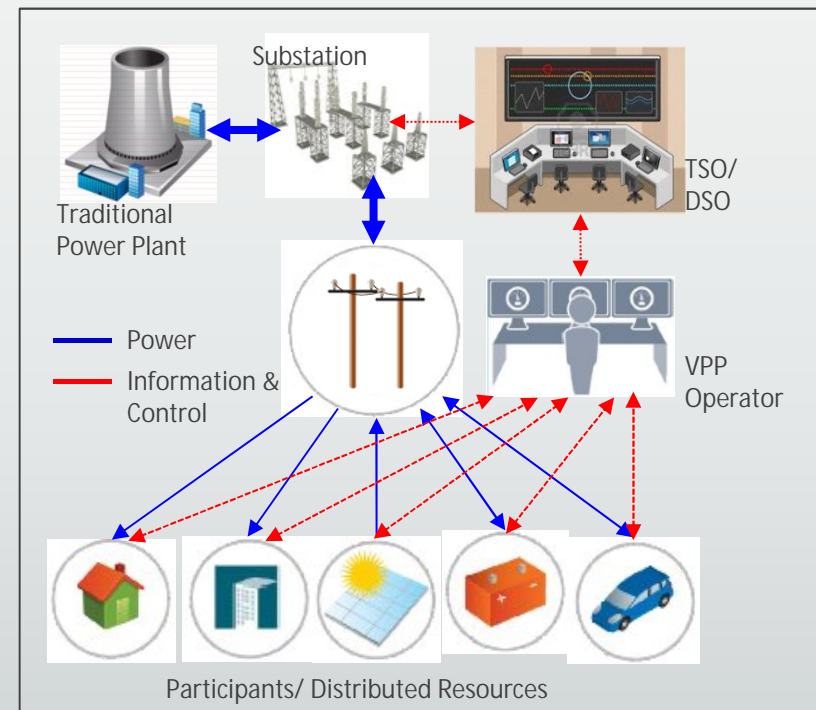 Substation
TSO/
DSO
Traditional
Power Plant
Power
Information &
Control
VPP
Operator
Participants/ Distributed Resources